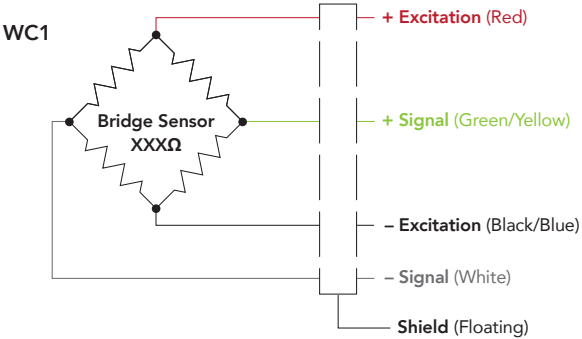 WC1
+ Excitation (Red)
Bridge Sensor
XXXΩ
+ Signal (Green/Yellow)
– Excitation (Black/Blue)
– Signal (White)
Shield (Floating)